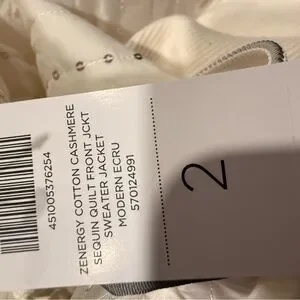 451005376254
ZENERGY COTTON CASHMERE
SEQUIN QUILT FRONT JCKT
SWEATER JACKET
MODERN ECRU
570124991
2